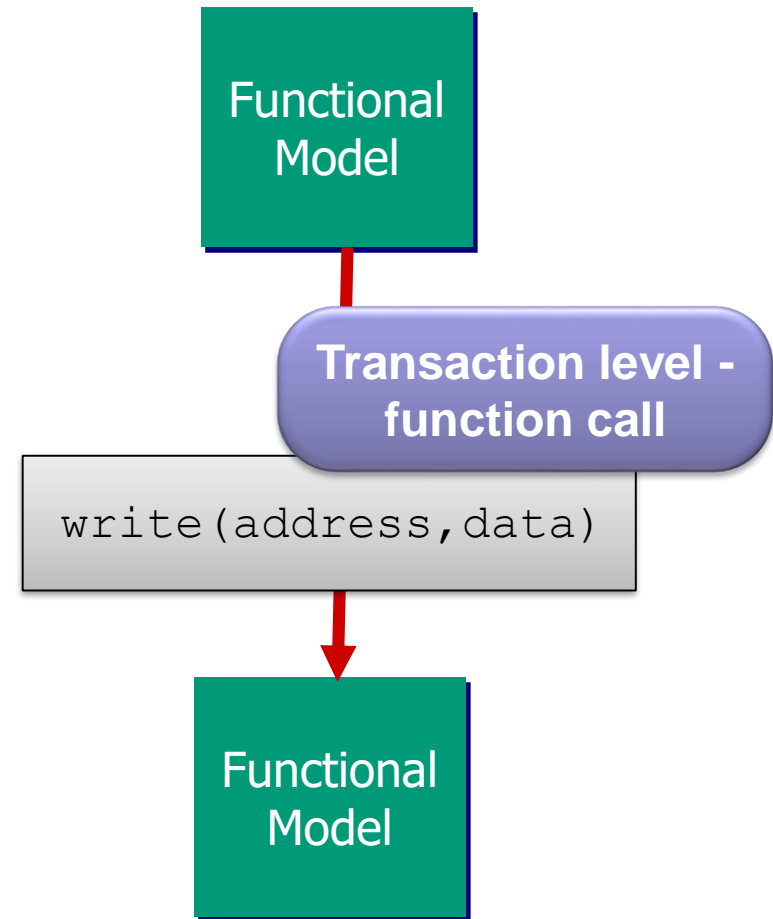 Functional
Model
Transaction level -
function call
write(address,data)
Functional
Model